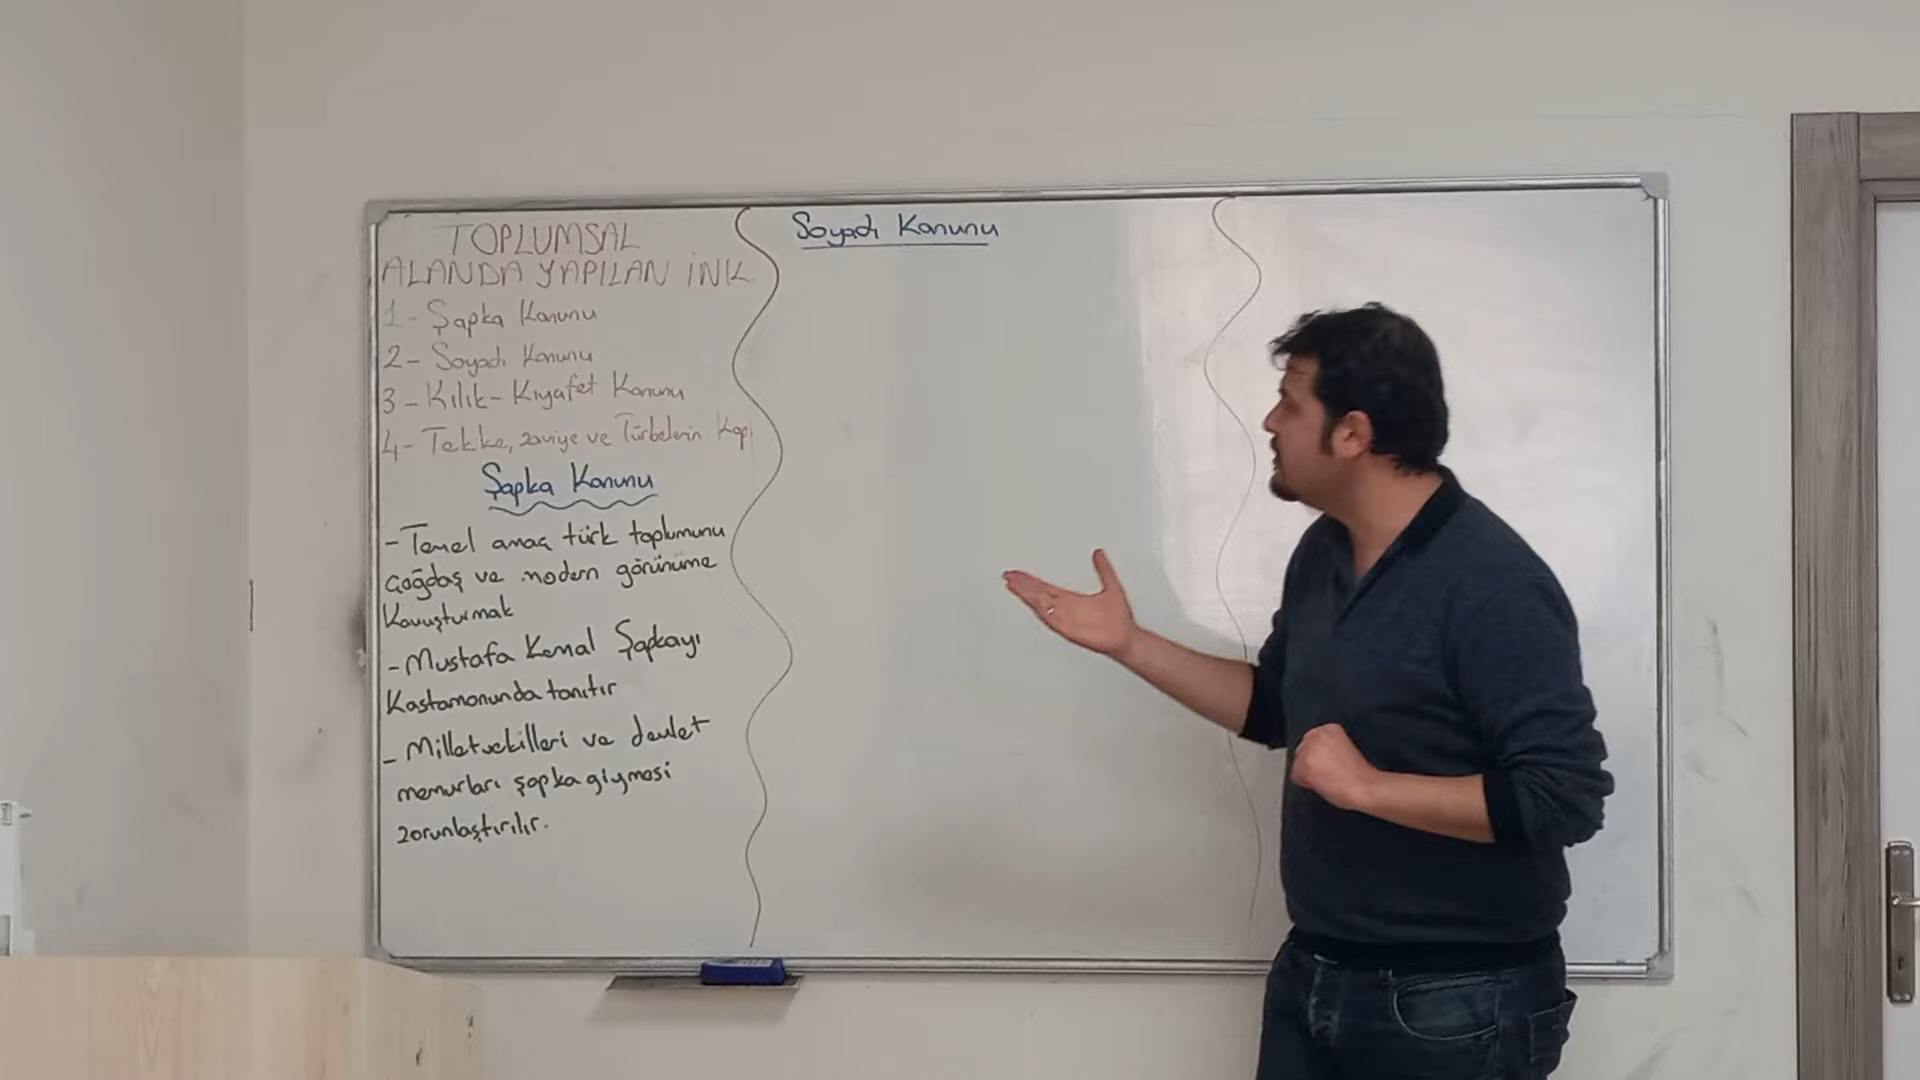 TOPLUMSAL
ALANDA YAPILAN İNK
1- Şapka Kanunu
2- Soyadı Kanunu
3- Kılık-Kıyafet Kanunu
4- Tekke, zaviye ve Türbelerin Kap
Şapka Kanunu
- Temel amaç türk toplumunu
çağdaş ve modern görünüme
Kavuşturmak
- Mustafa Kemal Şapkayı
Kastamonunda tanıtır
- Milletvekilleri ve devlet
memurları şapka giymesi
zorunlaştırılır.
Soyadı Kanunu